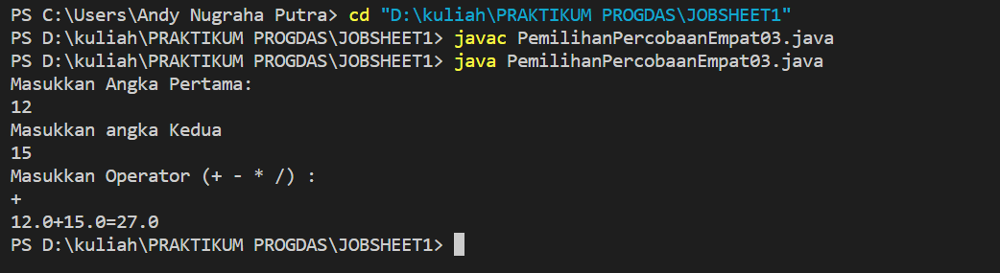 PS C:\Users\Andy Nugraha Putra> cd "D:\kuliah\PRAKTIKUM PROGDAS\JOBSHEET1"
PS D:\kuliah\PRAKTIKUM PROGDAS\JOBSHEET1> javac PemilihanPercobaanEmpat03.java
PS D:\kuliah\PRAKTIKUM PROGDAS\JOBSHEET1> java PemilihanPercobaanEmpat03.java
Masukkan Angka Pertama:
12
Masukkan angka Kedua
15
Masukkan Operator (+ - * /) :
+
12.0+15.0=27.0
PS D:\kuliah\PRAKTIKUM PROGDAS\JOBSHEET1>